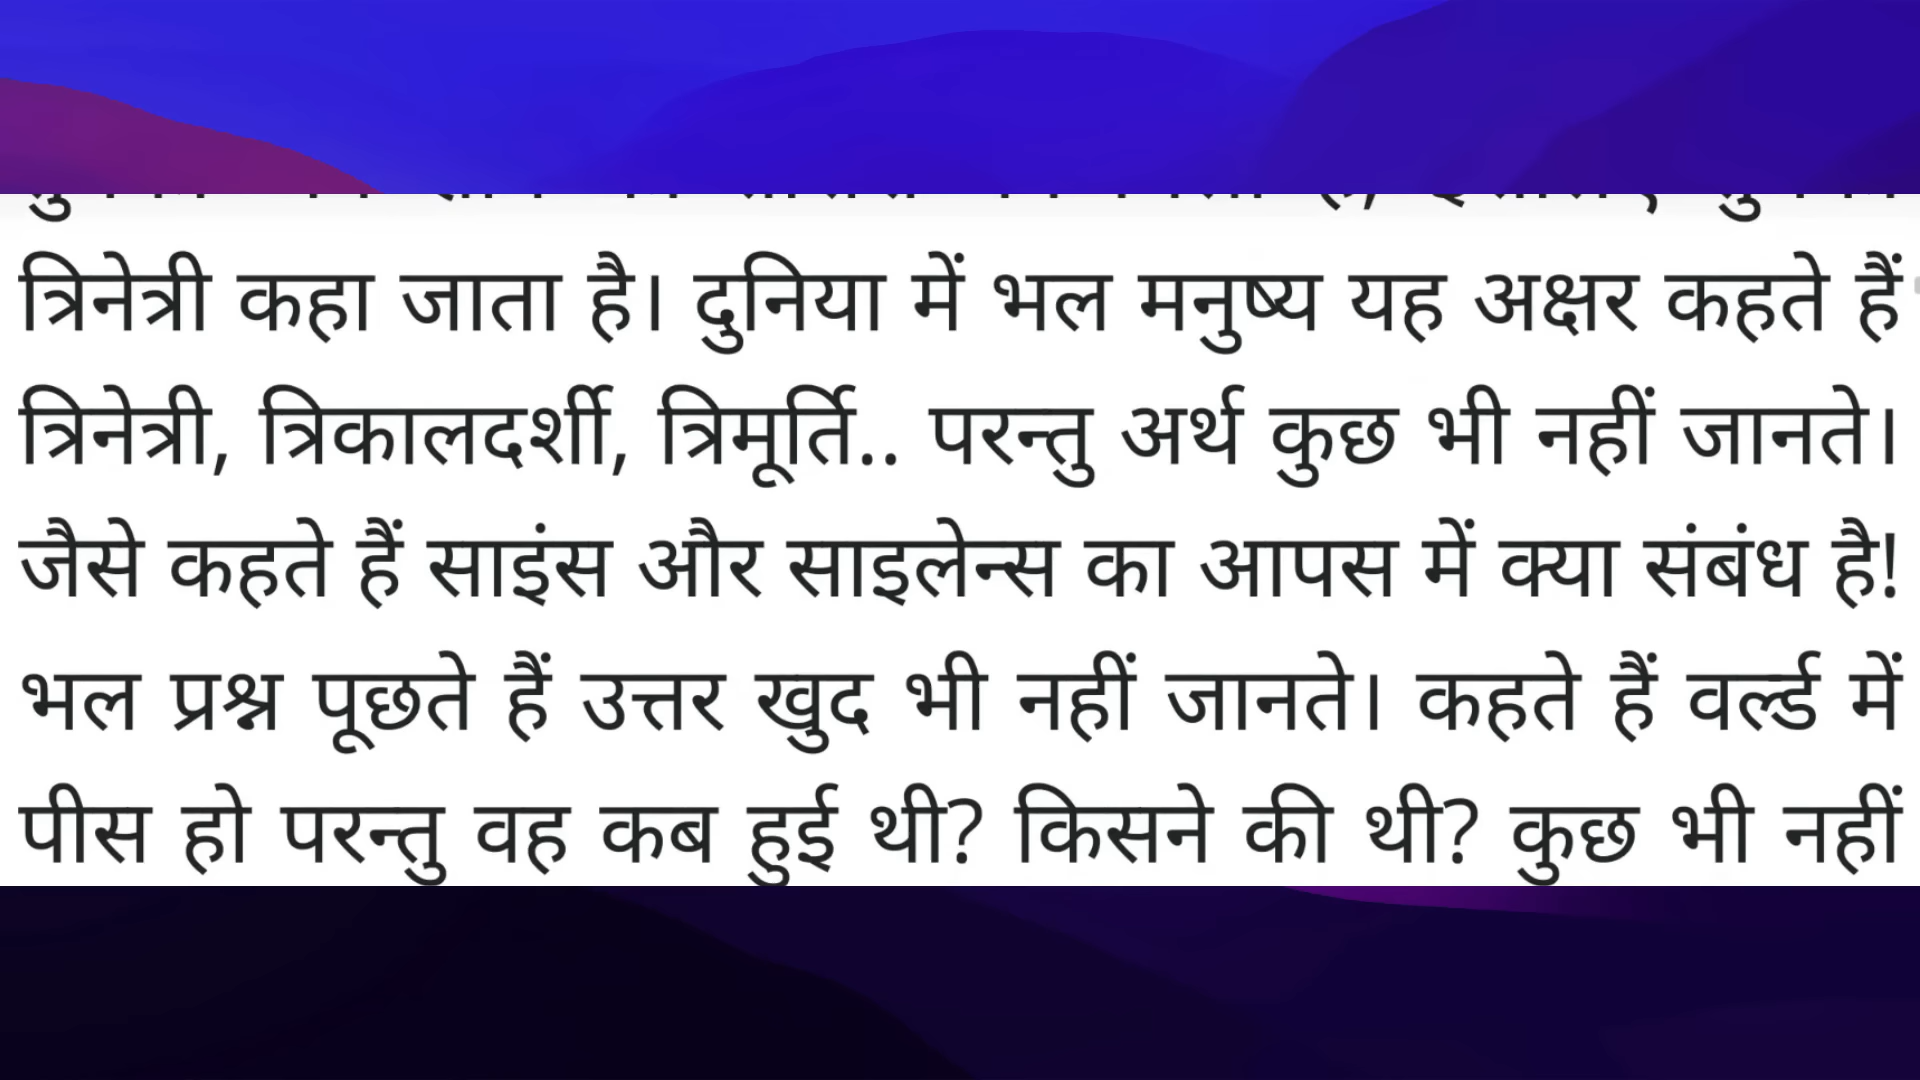 त्रिनेत्री कहा जाता है। दुनिया में भल मनुष्य यह अक्षर कहते हैं
त्रिनेत्री, त्रिकालदर्शी, त्रिमूर्ति.. परन्तु अर्थ कुछ भी नहीं जानते।
जैसे कहते हैं साइंस और साइलेन्स का आपस में क्या संबंध है!
भल प्रश्न पूछते हैं उत्तर खुद भी नहीं जानते। कहते हैं वर्ल्ड में
पीस हो परन्तु वह कब हुई थी? किसने की थी? कुछ भी नहीं